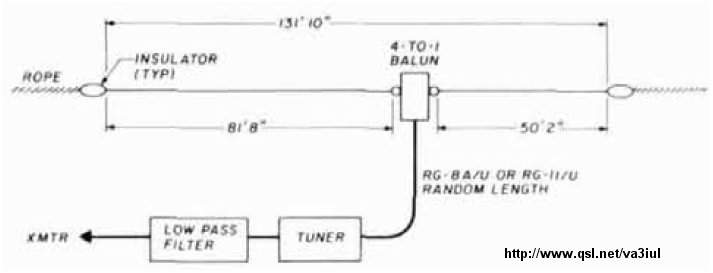 131'10"
4-TO-1
BALUN
INSULATOR
(TYP)
ROPE
81'8"
50'2"
RG-8A/U OR RG-11/U
RANDOM LENGTH
XMTR
LOW PASS
FILTER
TUNER
http://www.qsl.net/va3iul